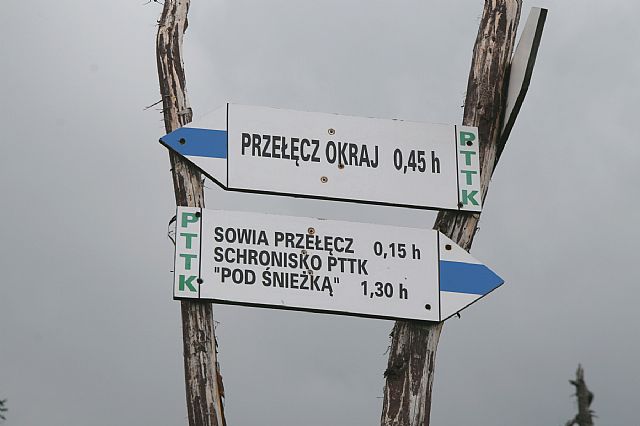 PRZEŁĘCZ OKRAJ 0,45 h
PTTK
PTTK
SOWIA PRZEŁĘCZ 0,15 h
SCHRONISKO PTTK
"POD ŚNIEŻKĄ" 1,30 h